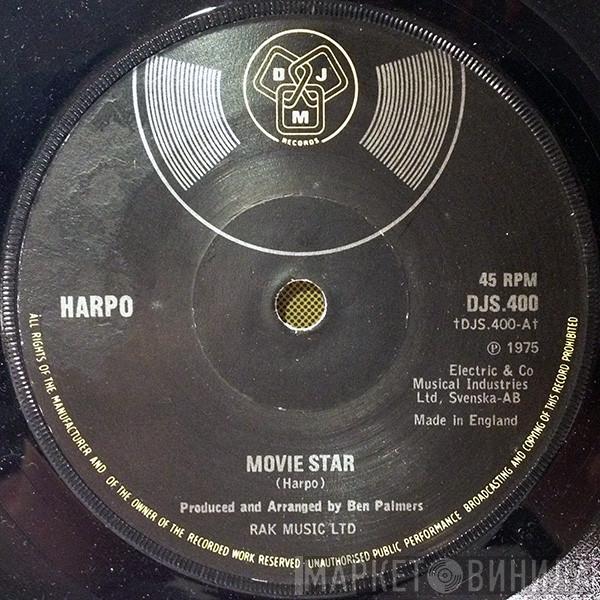 D J
M
RECORDS
HARPO
45 RPM
DJS.400
†DJS.400-A†
℗ 1975
Electric & Co
Musical Industries
Ltd, Svenska-AB
Made in England
MOVIE STAR
(Harpo)
Produced and Arranged by Ben Palmers
RAK MUSIC LTD
ALL RIGHTS OF THE MANUFACTURER AND OF THE OWNER OF THE RECORDED WORK RESERVED - UNAUTHORISED PUBLIC PERFORMANCE BROADCASTING AND COPYING OF THIS RECORD PROHIBITED
МАРКЕТ ВИНИЛА